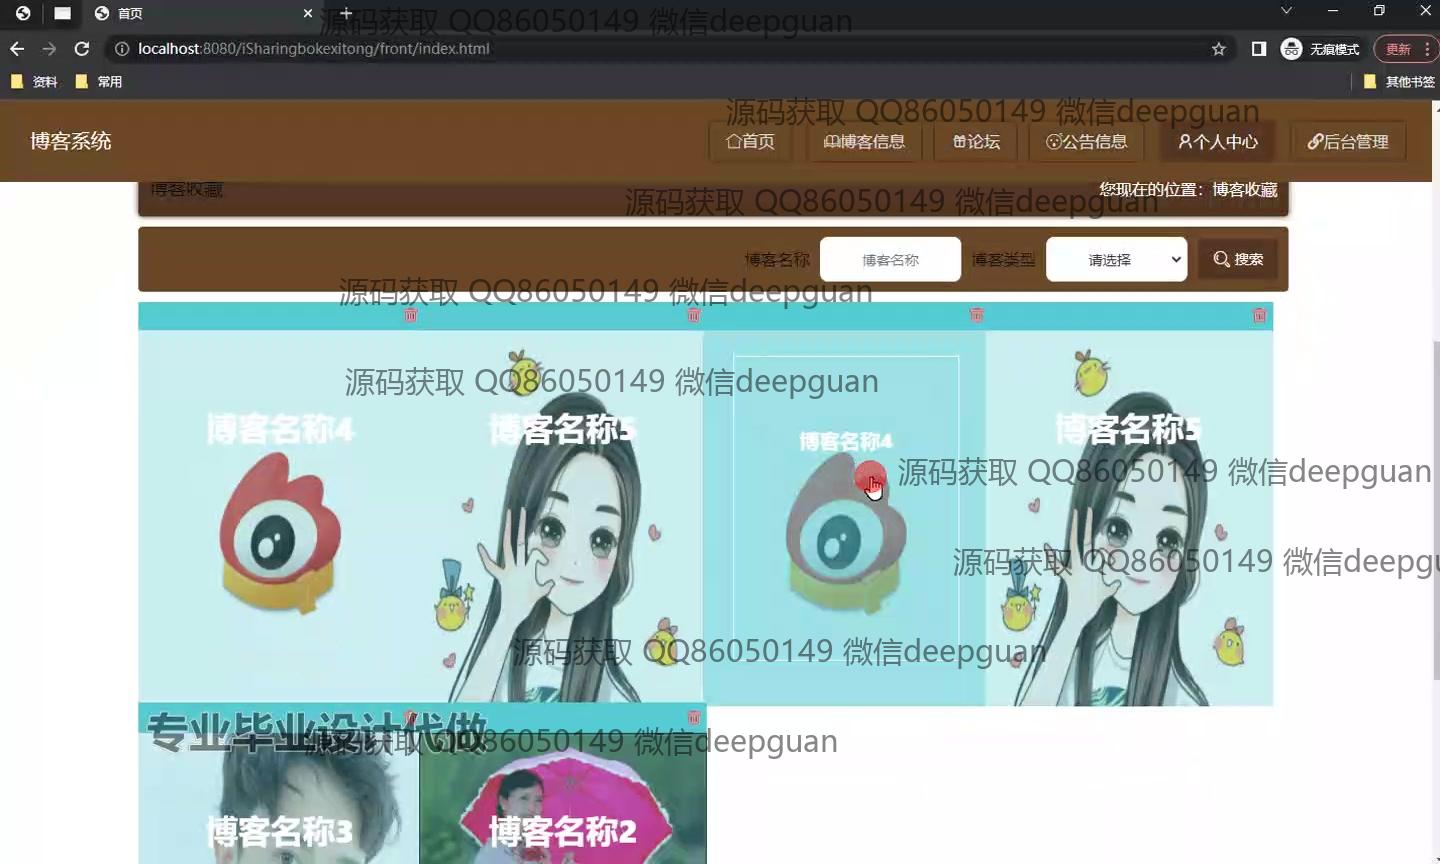 首页
源码获取 QQ86050149 微信deepguan
localhost:8080/iSharingbokexitong/front/index.html
无痕模式
更新
资料
常用
其他书签
源码获取 QQ86050149 微信deepguan
博客系统
首页
博客信息
论坛
公告信息
个人中心
后台管理
博客收藏
您现在的位置：博客收藏
源码获取 QQ86050149 微信deepguan
博客名称
博客名称
博客类型
请选择
搜索
源码获取 QQ86050149 微信deepguan
源码获取 QQ86050149 微信deepguan
博客名称4
博客名称5
博客名称4
博客名称5
源码获取 QQ86050149 微信deepguan
源码获取 QQ86050149 微信deepgu
源码获取 QQ86050149 微信deepguan
专业毕业设计代做
源码获取 QQ86050149 微信deepguan
博客名称3
博客名称2